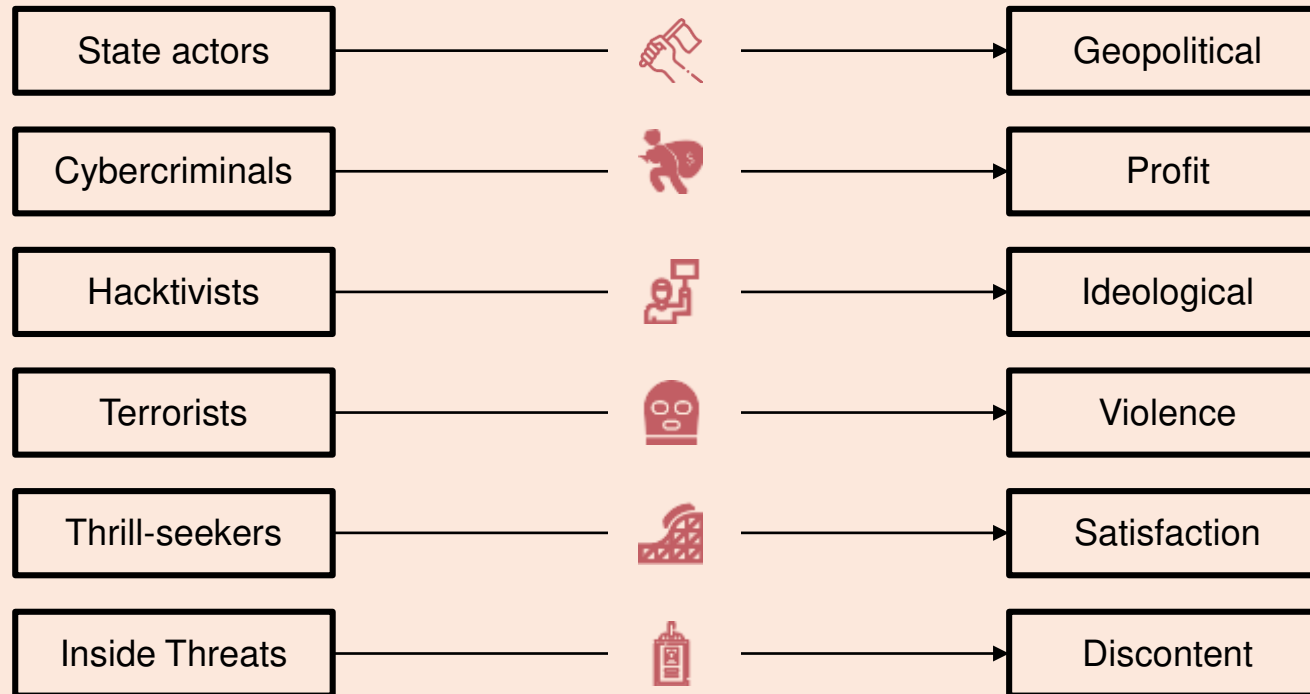 State actors
Geopolitical
Cybercriminals
$
Profit
Hacktivists
Ideological
Terrorists
Violence
Thrill-seekers
Satisfaction
Inside Threats
Discontent